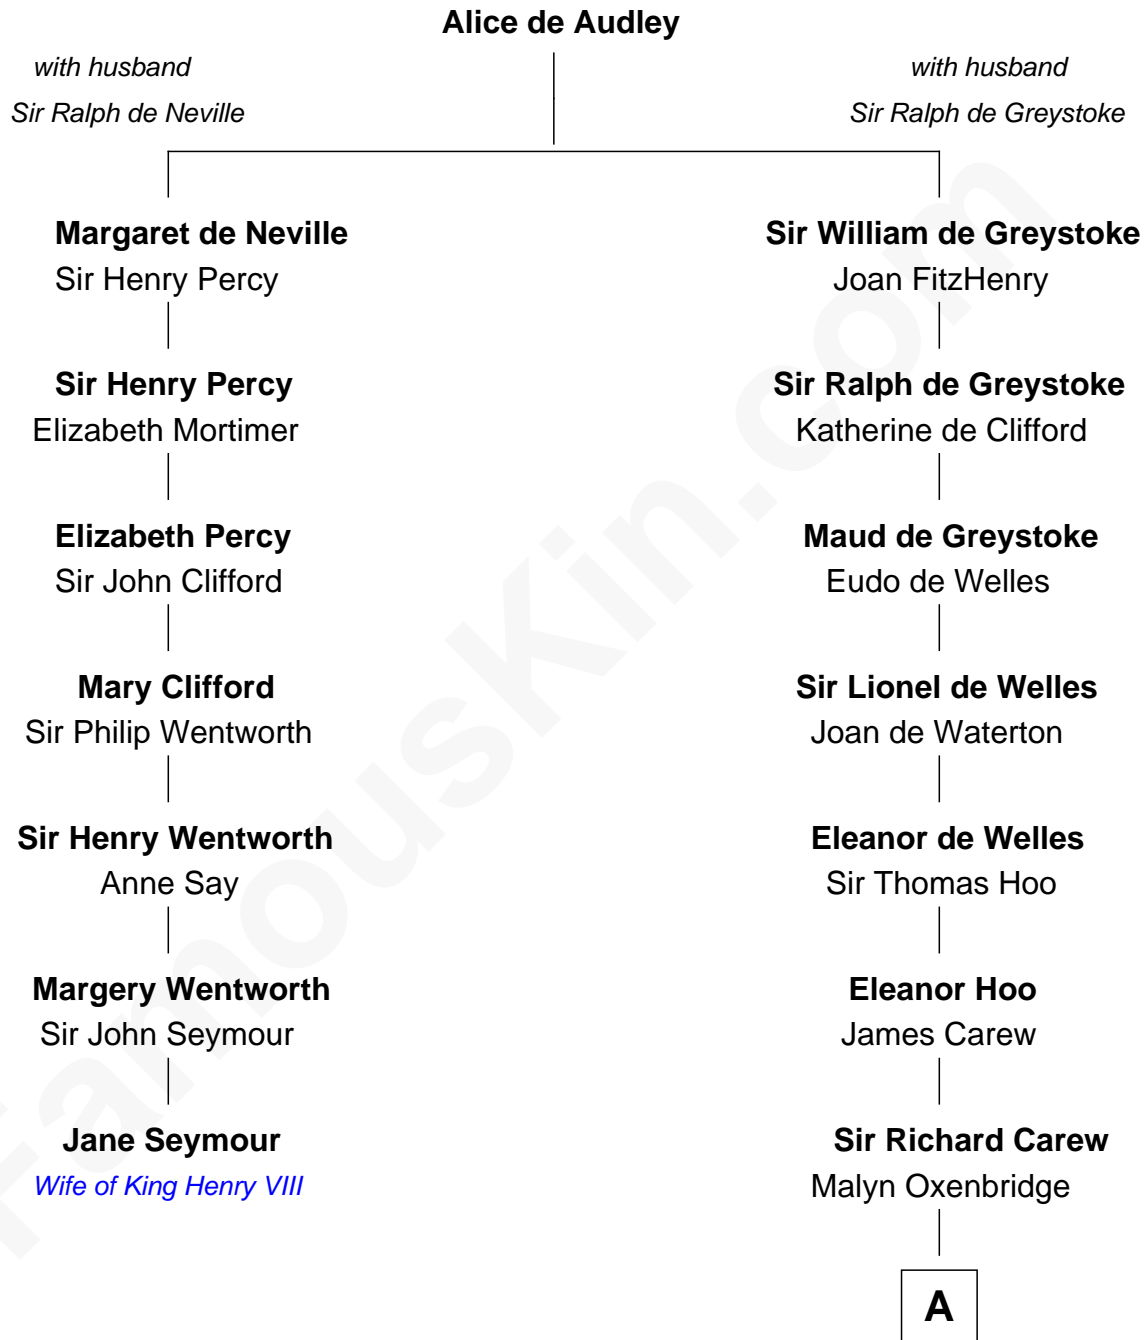 Alice de Audley
with husband
Sir Ralph de Neville
with husband
Sir Ralph de Greystoke
Margaret de Neville
Sir Henry Percy
Sir William de Greystoke
Joan FitzHenry
Sir Henry Percy
Elizabeth Mortimer
Sir Ralph de Greystoke
Katherine de Clifford
Elizabeth Percy
Sir John Clifford
Maud de Greystoke
Eudo de Welles
Mary Clifford
Sir Philip Wentworth
Sir Lionel de Welles
Joan de Waterton
Sir Henry Wentworth
Anne Say
Eleanor de Welles
Sir Thomas Hoo
Margery Wentworth
Sir John Seymour
Eleanor Hoo
James Carew
Jane Seymour
Wife of King Henry VIII
Sir Richard Carew
Malyn Oxenbridge
A
FamousKin.com